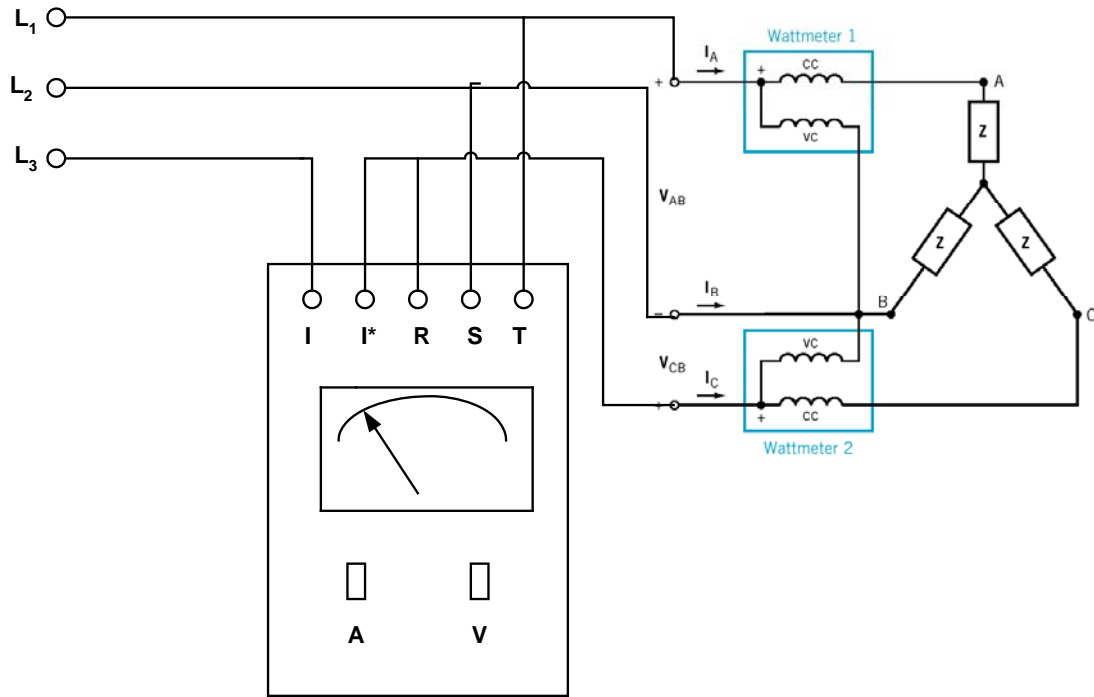 L1
L2
L3
I I* R S T
A V
Wattmeter 1
IA
+
+ cc
vc
A
Z
VAB
Z Z
IB
B
–
C
VCB
vc
IC
+
+ cc
Wattmeter 2